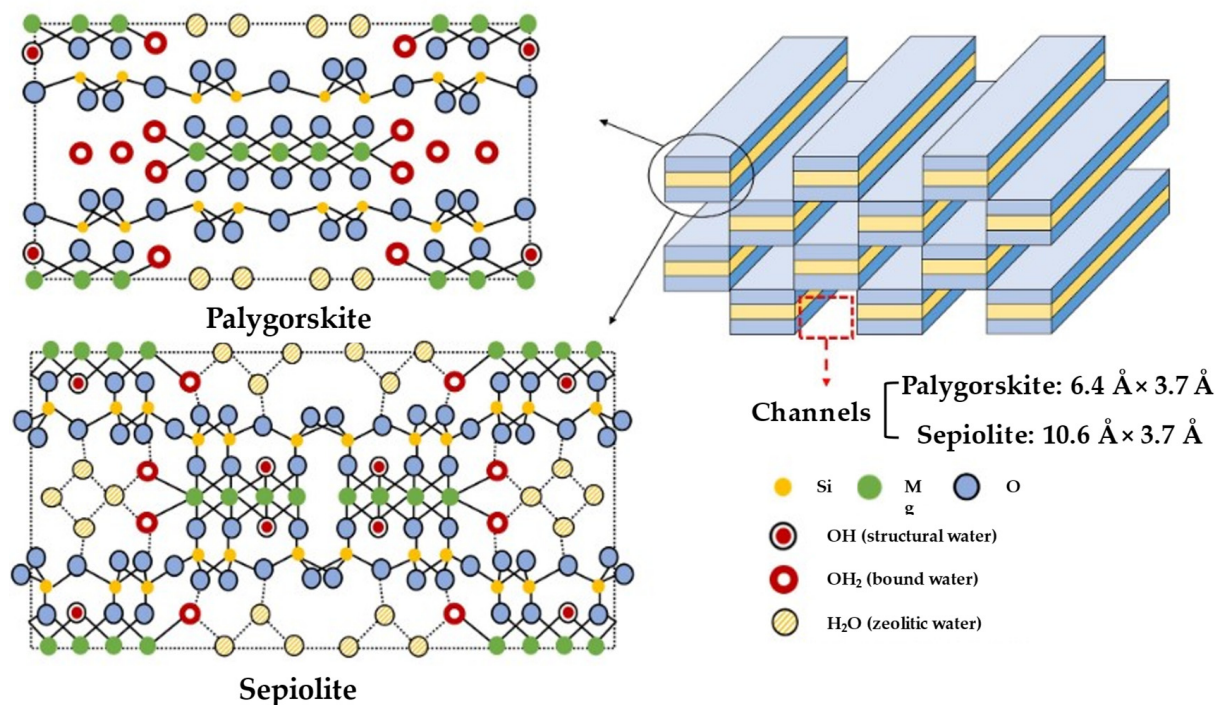 Palygorskite
Sepiolite
Channels
Palygorskite: 6.4 Å× 3.7 Å
Sepiolite: 10.6 Å× 3.7 Å
Si
M
g
O
OH (structural water)
OH₂ (bound water)
H₂O (zeolitic water)